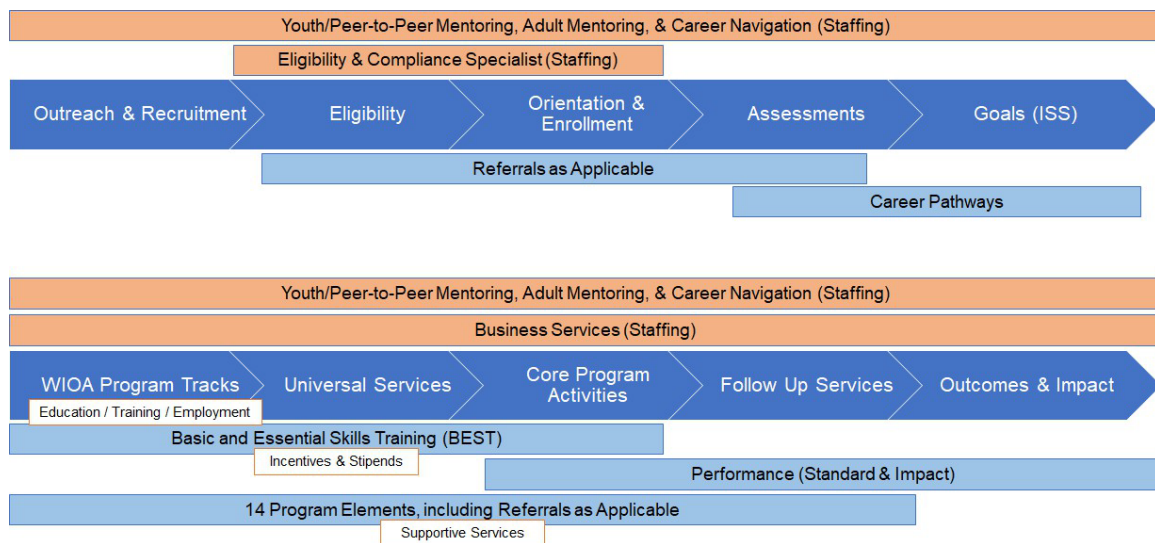 Youth/Peer-to-Peer Mentoring, Adult Mentoring, & Career Navigation (Staffing)
Eligibility & Compliance Specialist (Staffing)
Outreach & Recruitment
Eligibility
Orientation &
Enrollment
Assessments
Goals (ISS)
Referrals as Applicable
Career Pathways
Youth/Peer-to-Peer Mentoring, Adult Mentoring, & Career Navigation (Staffing)
Business Services (Staffing)
WIOA Program Tracks
Universal Services
Core Program
Activities
Follow Up Services
Outcomes & Impact
Education / Training / Employment
Basic and Essential Skills Training (BEST)
Incentives & Stipends
Performance (Standard & Impact)
14 Program Elements, including Referrals as Applicable
Supportive Services